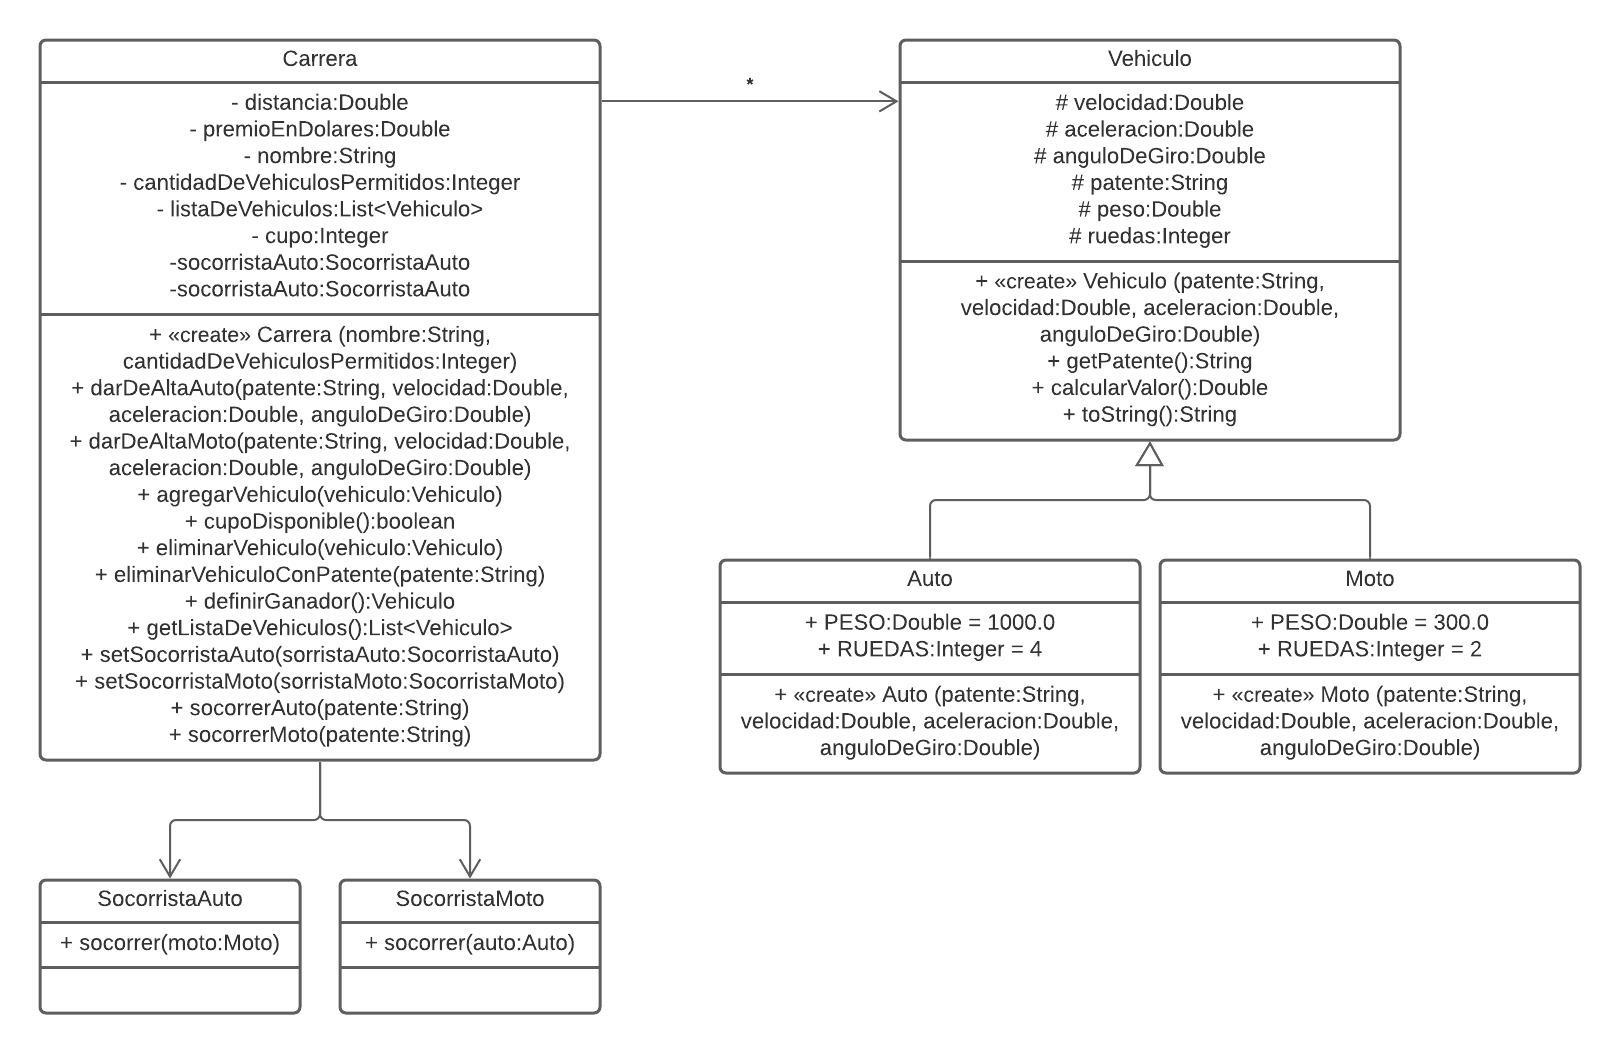 Carrera
- distancia:Double
- premioEnDolares:Double
- nombre:String
- cantidadDeVehiculosPermitidos:Integer
- listaDeVehiculos:List<Vehiculo>
- cupo:Integer
-socorristaAuto:SocorristaAuto
-socorristaAuto:SocorristaAuto
+ «create» Carrera (nombre:String,
cantidadDeVehiculosPermitidos:Integer)
+ darDeAltaAuto(patente:String, velocidad:Double,
aceleracion:Double, anguloDeGiro:Double)
+ darDeAltaMoto(patente:String, velocidad:Double,
aceleracion:Double, anguloDeGiro:Double)
+ agregarVehiculo(vehiculo:Vehiculo)
+ cupoDisponible():boolean
+ eliminarVehiculo(vehiculo:Vehiculo)
+ eliminarVehiculoConPatente(patente:String)
+ definirGanador():Vehiculo
+ getListaDeVehiculos():List<Vehiculo>
+ setSocorristaAuto(sorristaAuto:SocorristaAuto)
+ setSocorristaMoto(sorristaMoto:SocorristaMoto)
+ socorrerAuto(patente:String)
+ socorrerMoto(patente:String)
*
Vehiculo
# velocidad:Double
# aceleracion:Double
# anguloDeGiro:Double
# patente:String
# peso:Double
# ruedas:Integer
+ «create» Vehiculo (patente:String,
velocidad:Double, aceleracion:Double,
anguloDeGiro:Double)
+ getPatente():String
+ calcularValor():Double
+ toString():String
Auto
+ PESO:Double = 1000.0
+ RUEDAS:Integer = 4
+ «create» Auto (patente:String,
velocidad:Double, aceleracion:Double,
anguloDeGiro:Double)
Moto
+ PESO:Double = 300.0
+ RUEDAS:Integer = 2
+ «create» Moto (patente:String,
velocidad:Double, aceleracion:Double,
anguloDeGiro:Double)
SocorristaAuto
+ socorrer(moto:Moto)
SocorristaMoto
+ socorrer(auto:Auto)